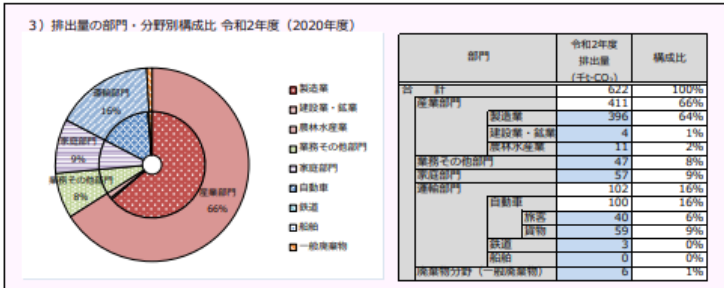 3）排出量の部門・分野別構成比 令和2年度（2020年度）
運輸部門
16%
家庭部門
9%
業務その他部門
8%
産業部門
66%
製造業
建設業・鉱業
農林水産業
業務その他部門
家庭部門
自動車
鉄道
船舶
一般廃棄物
部門 令和2年度 排出量 (千t-CO₂) 構成比
合 計 622 100%
産業部門 411 66%
製造業 396 64%
建設業・鉱業 4 1%
農林水産業 11 2%
業務その他部門 47 8%
家庭部門 57 9%
運輸部門 102 16%
自動車 100 16%
旅客 40 6%
貨物 59 9%
鉄道 3 0%
船舶 0 0%
廃棄物分野（一般廃棄物） 6 1%